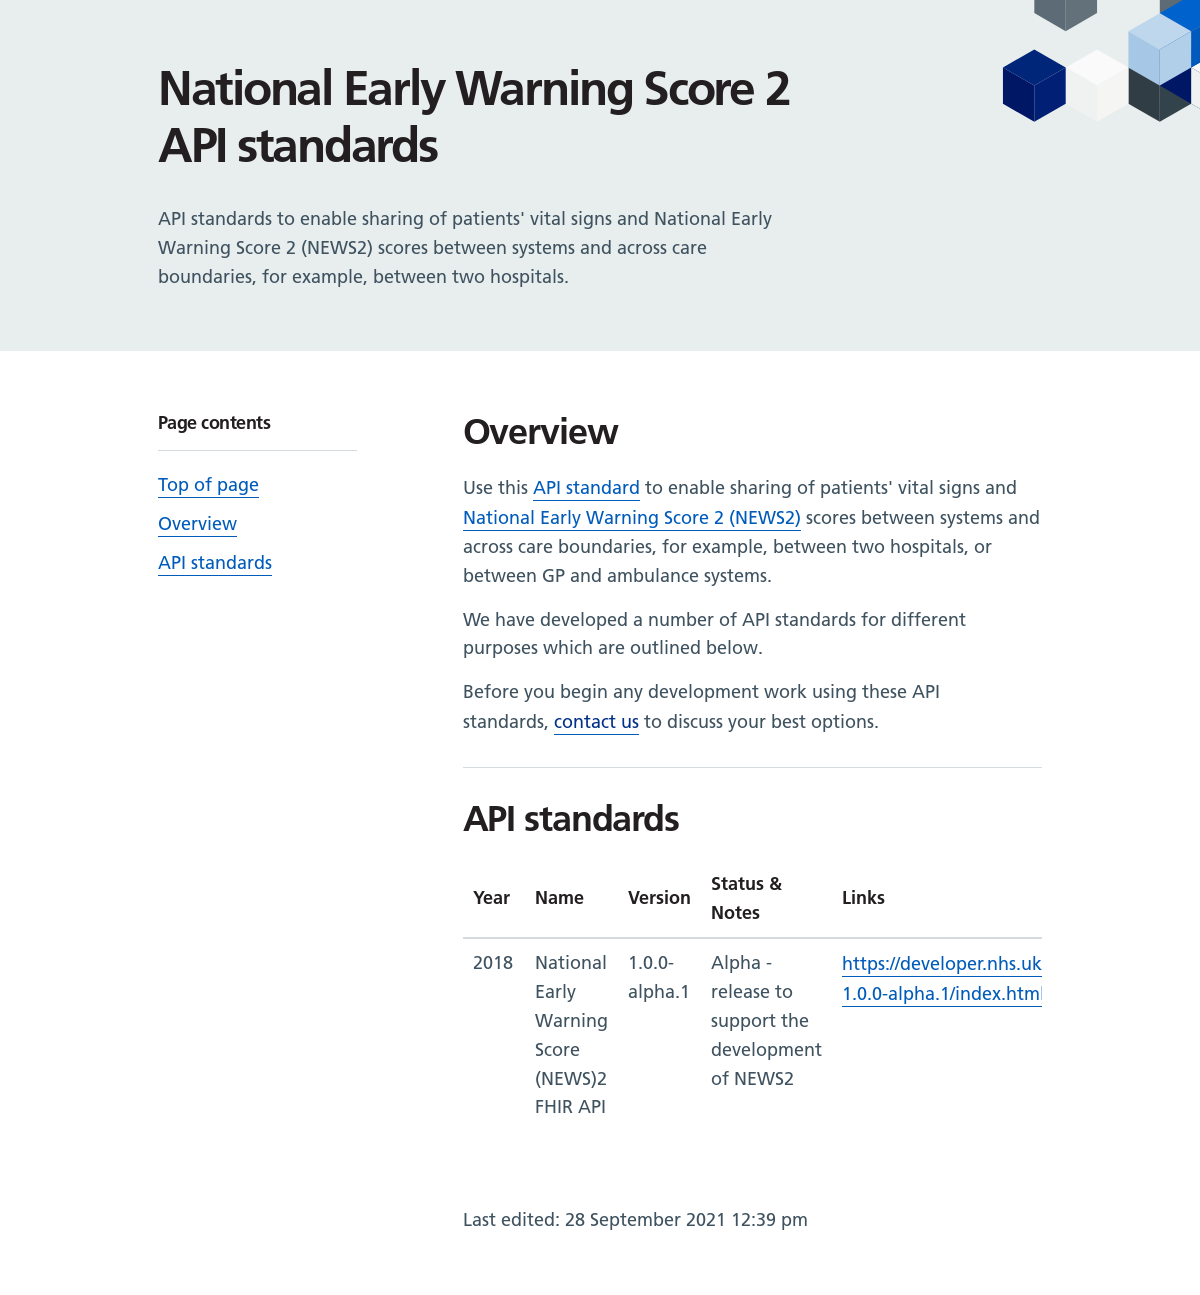 National Early Warning Score 2
API standards
API standards to enable sharing of patients' vital signs and National Early
Warning Score 2 (NEWS2) scores between systems and across care
boundaries, for example, between two hospitals.
Page contents
Top of page
Overview
API standards
Overview
Use this API standard to enable sharing of patients' vital signs and
National Early Warning Score 2 (NEWS2) scores between systems and
across care boundaries, for example, between two hospitals, or
between GP and ambulance systems.
We have developed a number of API standards for different
purposes which are outlined below.
Before you begin any development work using these API
standards, contact us to discuss your best options.
API standards
Year Name Version Status & Notes Links
2018 National Early Warning Score (NEWS)2 FHIR API 1.0.0-alpha.1 Alpha - release to support the development of NEWS2 https://developer.nhs.uk 1.0.0-alpha.1/index.html
Last edited: 28 September 2021 12:39 pm